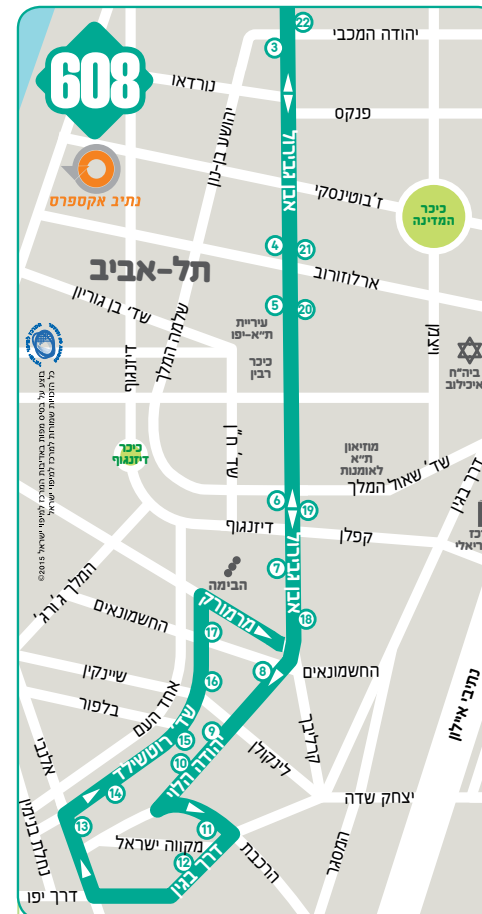 608
נתיב אקספרס
22
יהודה המכבי
3
נורדאו
פנקס
יהושע בן-נון
אבן גבירול
ז'בוטינסקי
כיכר
המדינה
4
21
ארלוזורוב
תל-אביב
5
20
שד' בן גוריון
שלמה המלך
דיזנגוף
עיריית
ת"א-יפו
כיכר
רבין
ויצמן
ביה"ח
איכילוב
כיכר
דיזנגוף
מוזיאון
ת"א
לאומנות
שד' שאול המלך
דרך בגין
6
19
דיזנגוף
קפלן
7
הבימה
אבן גבירול
18
המלך ג'ורג'
מרמורק
17
החשמונאים
8
החשמונאים
שיינקין
16
בלפור
אחד העם
שד' רוטשילד
15
9
10
יהודה הלוי
לינקולן
קרליבך
נתיבי איילון
אלנבי
14
13
11
מקווה ישראל
12
דרך בגין
הרכבת
יצחק שדה
המסגר
נחלת בנימין
דרך יפו
©2015